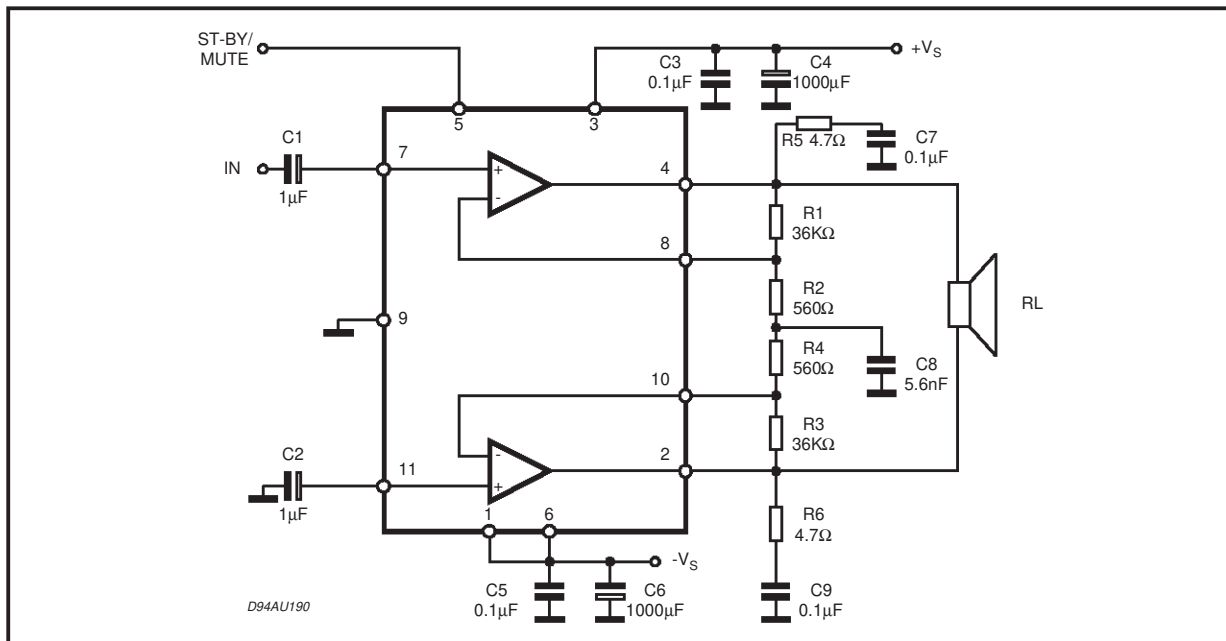 ST-BY/
MUTE
C3
0.1µF
C4
1000µF
+VS
5
3
R5 4.7Ω
C7
0.1µF
C1
IN
1µF
7
+
-
4
R1
36KΩ
8
R2
560Ω
RL
9
R4
560Ω
C8
5.6nF
10
R3
36KΩ
-
+
2
C2
1µF
11
1
6
R6
4.7Ω
-VS
C5
0.1µF
C6
1000µF
C9
0.1µF
D94AU190